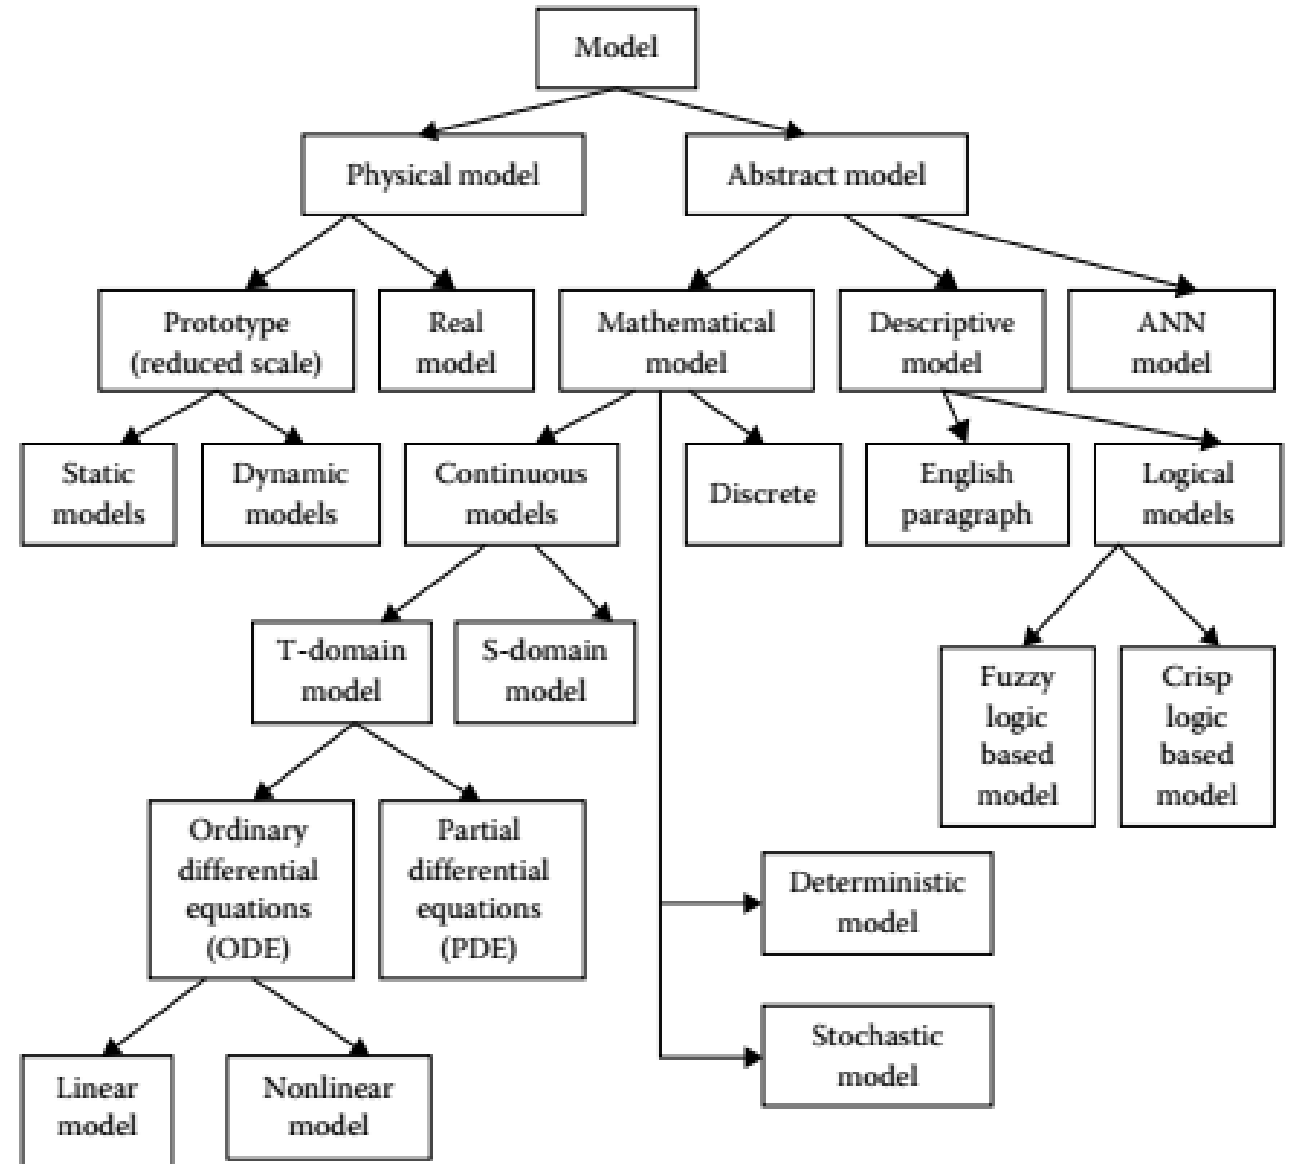 Model
Physical model
Abstract model
Prototype
(reduced scale)
Real
model
Mathematical
model
Descriptive
model
ANN
model
Static
models
Dynamic
models
Continuous
models
Discrete
English
paragraph
Logical
models
T-domain
model
S-domain
model
Fuzzy
logic
based
model
Crisp
logic
based
model
Ordinary
differential
equations
(ODE)
Partial
differential
equations
(PDE)
Deterministic
model
Stochastic
model
Linear
model
Nonlinear
model